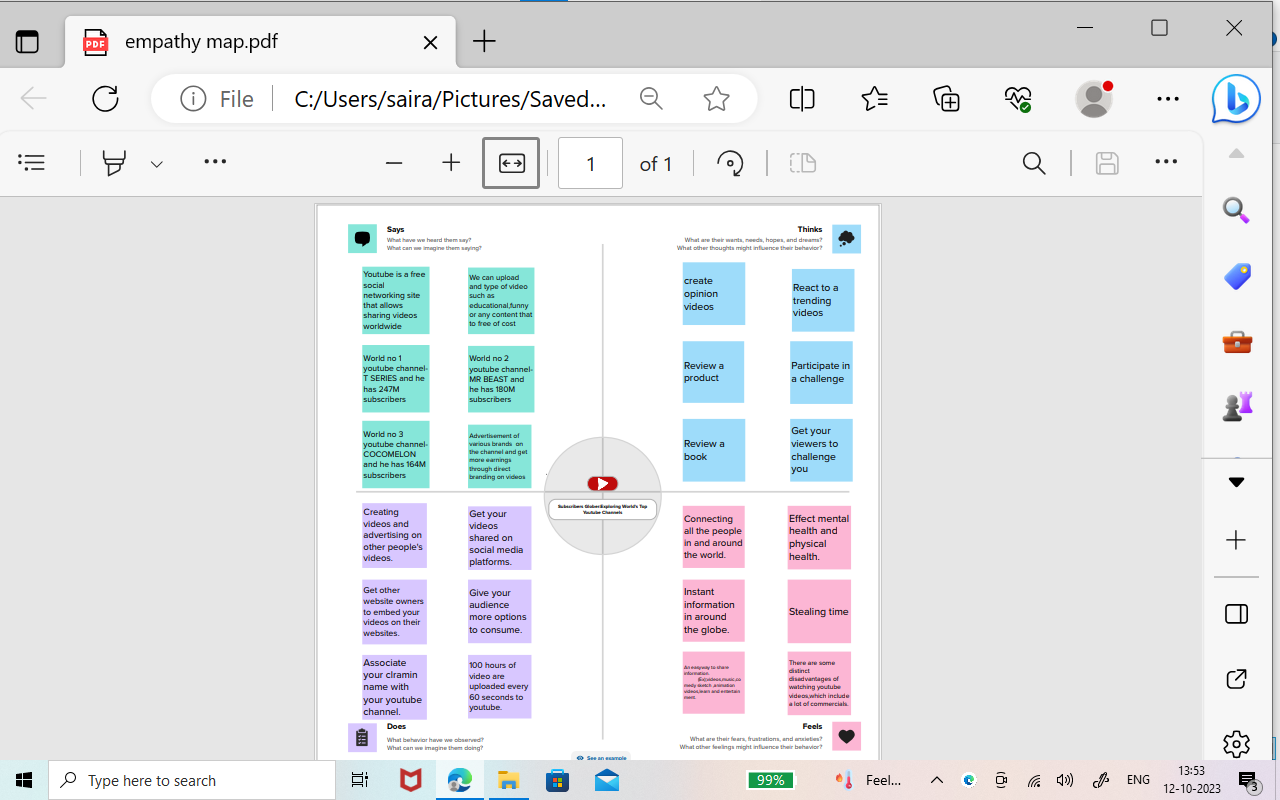 empathy map.pdf
File
C:/Users/saira/Pictures/Saved...
1
of 1
Says
What have we heard them say?
What can we imagine them saying?
Thinks
What are their wants, needs, hopes, and dreams?
What other thoughts might influence their behavior?
Youtube is a free
social
networking site
that allows
sharing videos
worldwide
We can upload
and type of video
such as
educational,funny
or any content that
to free of cost
create
opinion
videos
React to a
trending
videos
World no 1
youtube channel-
T SERIES and he
has 247M
subscribers
World no 2
youtube channel-
MR BEAST and
he has 180M
subscribers
Review a
product
Participate in
a challenge
World no 3
youtube channel-
COCOMELON
and he has 164M
subscribers
Advertisement of
various brands on
the channel and get
more earnings
through direct
branding on videos
Review a
book
Get your
viewers to
challenge
you
Subscribers Glober:Exploring World's Top
Youtube Channels
Creating
videos and
advertising on
other people's
videos.
Get your
videos
shared on
social media
platforms.
Connecting
all the people
in and around
the world.
Effect mental
health and
physical
health.
Get other
website owners
to embed your
videos on their
websites.
Give your
audience
more options
to consume.
Instant
information
in around
the globe.
Stealing time
Associate
your clramin
name with
your youtube
channel.
100 hours of
video are
uploaded every
60 seconds to
youtube.
An easyway to share
information.
(Ex)videos,music,co
medy sketch ,animation
videos,learn and entertain
ment.
There are some
distinct
disadvantages of
watching youtube
videos,which include
a lot of commercials.
Does
What behavior have we observed?
What can we imagine them doing?
Feels
What are their fears, frustrations, and anxieties?
What other feelings might influence their behavior?
See an example
Type here to search
99%
Feel...
ENG
13:53
12-10-2023
3